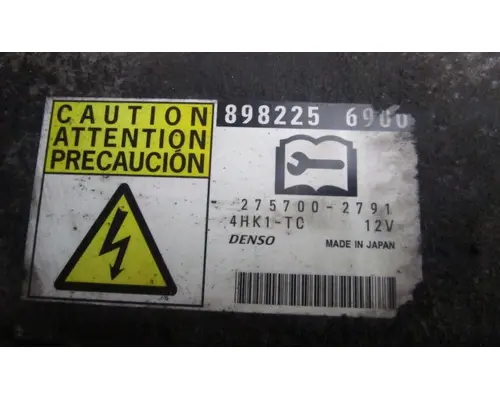 CAUTION
ATTENTION
PRECAUCIÓN
898225 6900
275700-2791
4HK1-TC 12V
DENSO MADE IN JAPAN